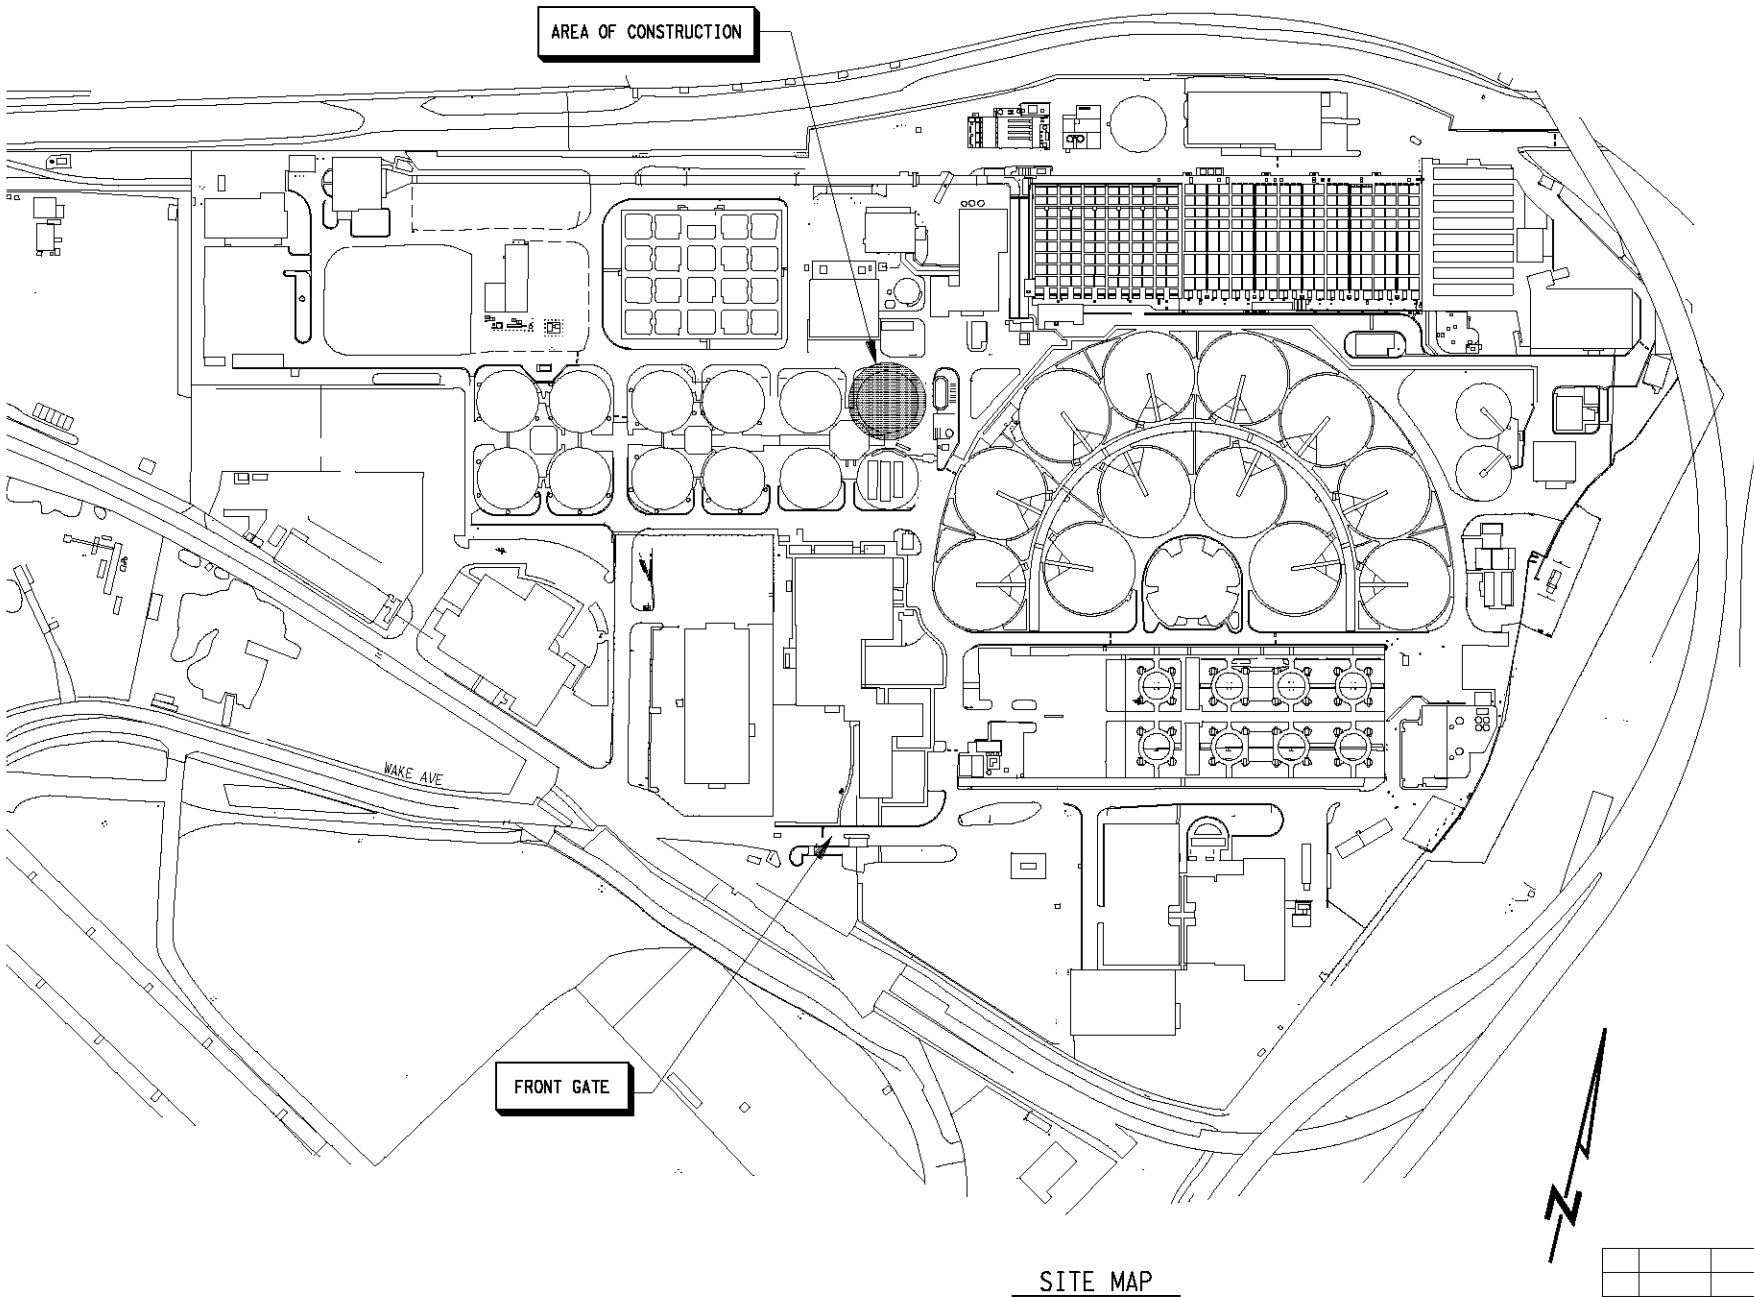 AREA OF CONSTRUCTION
WAKE AVE
FRONT GATE
N
SITE MAP